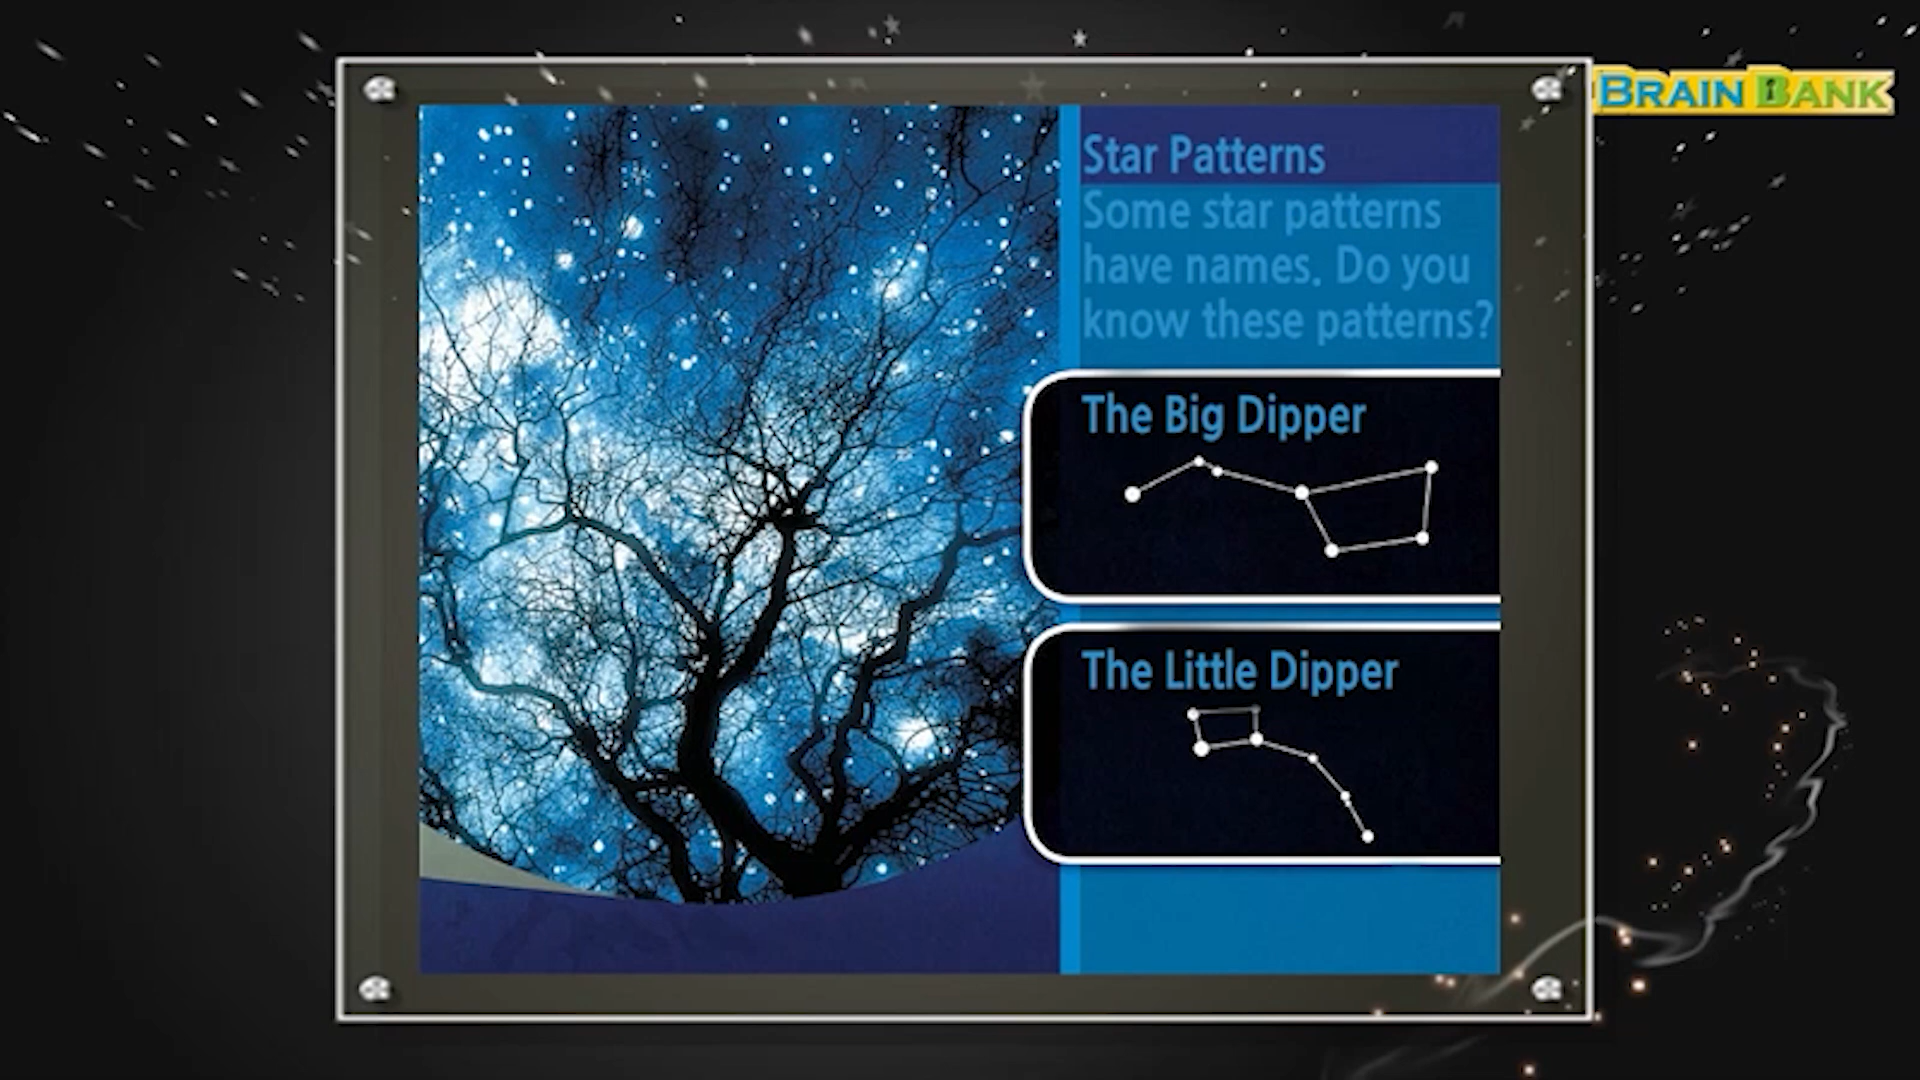 BRAIN BANK
Star Patterns
Some star patterns
have names. Do you
know these patterns?
The Big Dipper
The Little Dipper